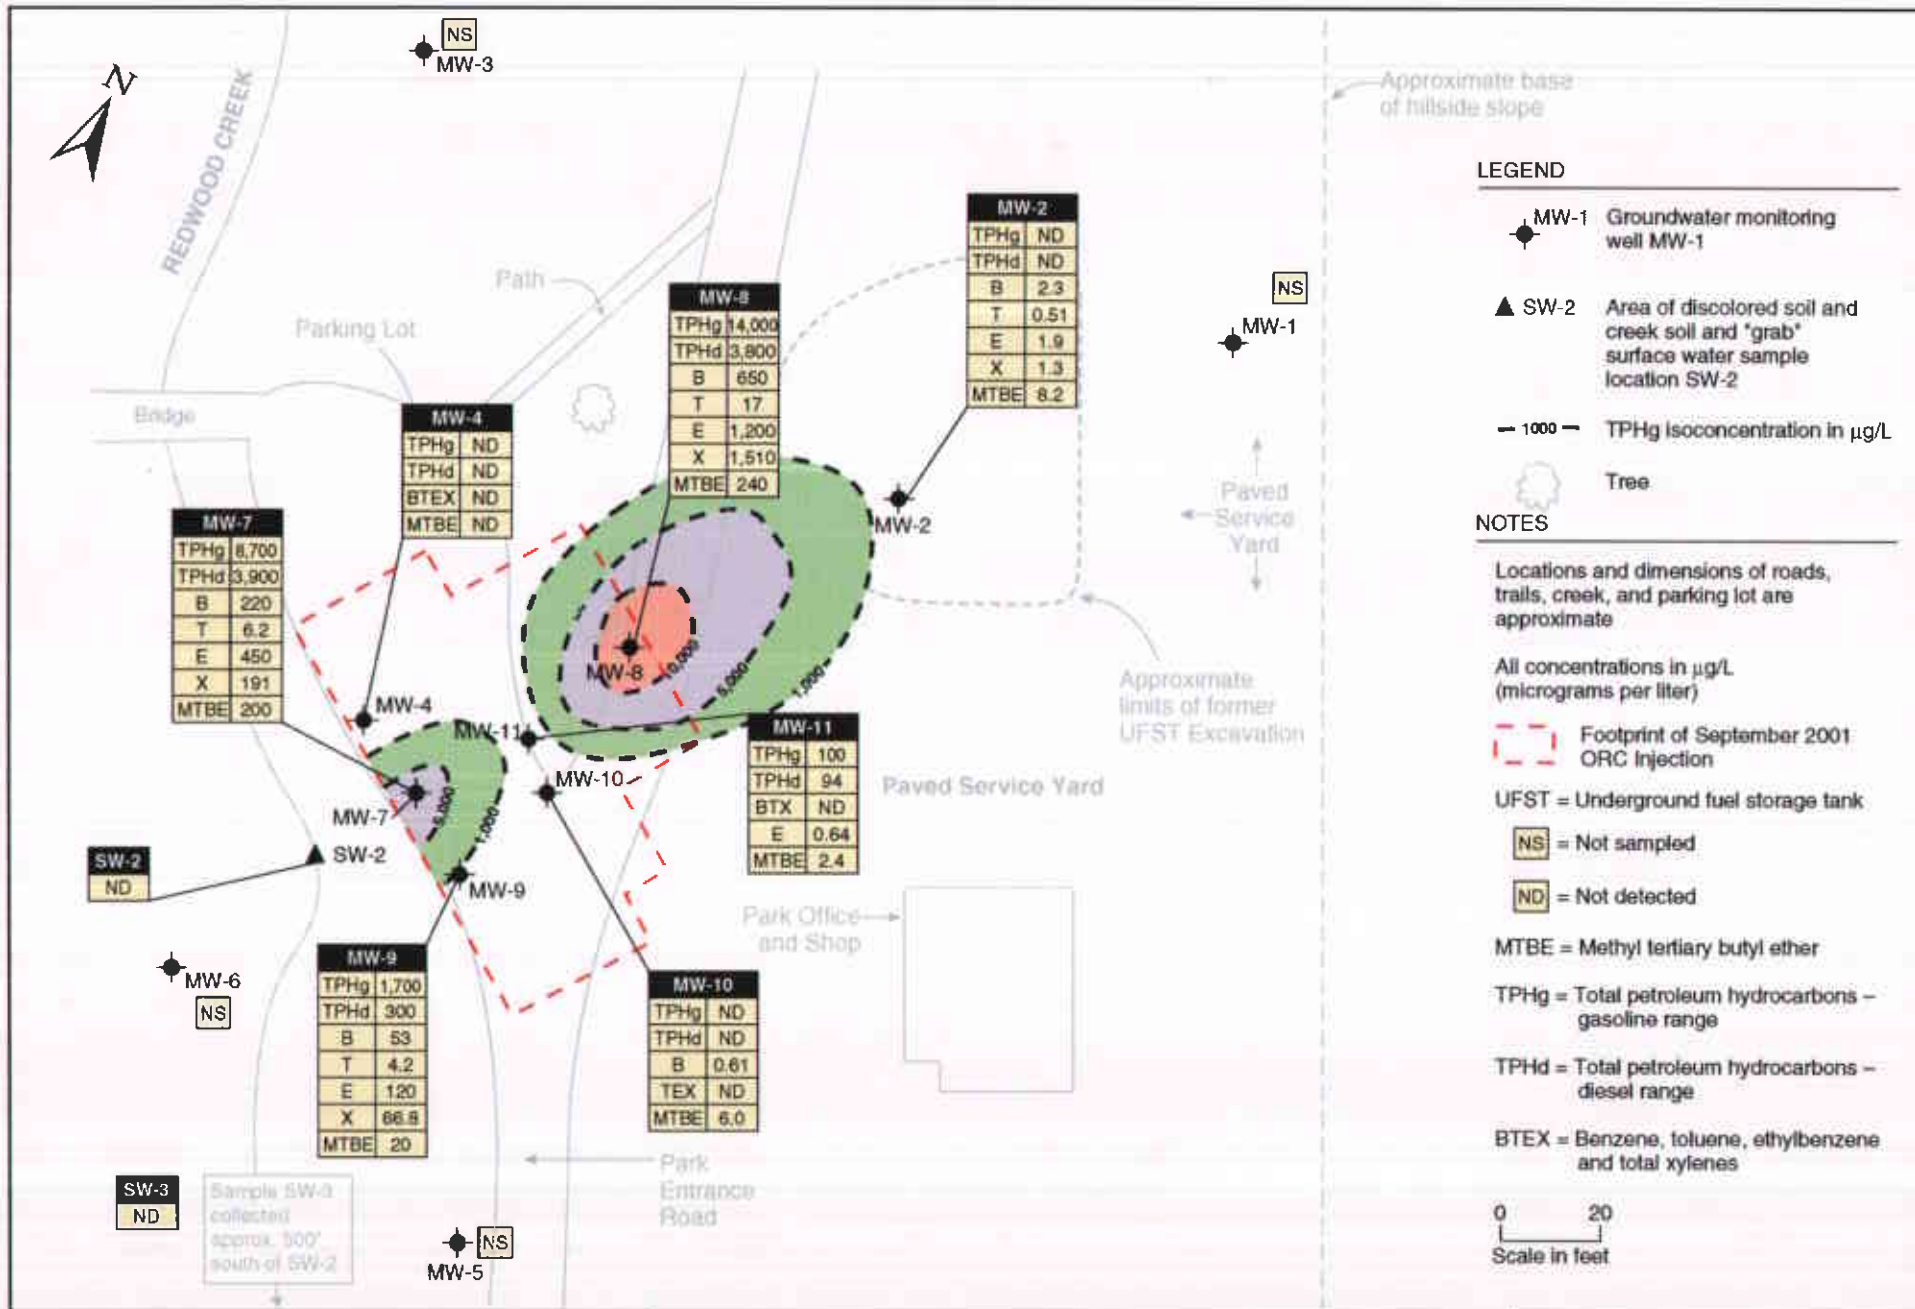 N
REDWOOD CREEK
NS
MW-3
Approximate base
of hillside slope
Path
Parking Lot
Bridge
MW-2
TPHg ND
TPHd ND
B 2.3
T 0.51
E 1.9
X 1.3
MTBE 8.2
NS
MW-1
MW-8
TPHg 14,000
TPHd 3,800
B 650
T 17
E 1,200
X 1,510
MTBE 240
MW-4
TPHg ND
TPHd ND
BTEX ND
MTBE ND
MW-7
TPHg 8,700
TPHd 3,900
B 220
T 6.2
E 450
X 191
MTBE 200
MW-2
Paved
Service
Yard
MW-8
10,000
5,000
1,000
Approximate
limits of former
UFST Excavation
MW-4
MW-11
MW-10
MW-7
5,000
1,000
MW-11
TPHg 100
TPHd 94
BTX ND
E 0.64
MTBE 2.4
Paved Service Yard
SW-2
ND
SW-2
MW-9
Park Office
and Shop
MW-6
NS
MW-9
TPHg 1,700
TPHd 300
B 53
T 4.2
E 120
X 66.8
MTBE 20
MW-10
TPHg ND
TPHd ND
B 0.61
TEX ND
MTBE 6.0
Park
Entrance
Road
SW-3
ND
Sample SW-3
collected
approx. 500'
south of SW-2
NS
MW-5
LEGEND
MW-1 Groundwater monitoring
well MW-1
SW-2 Area of discolored soil and
creek soil and "grab"
surface water sample
location SW-2
1000 TPHg isoconcentration in µg/L
Tree
NOTES
Locations and dimensions of roads,
trails, creek, and parking lot are
approximate
All concentrations in µg/L
(micrograms per liter)
Footprint of September 2001
ORC Injection
UFST = Underground fuel storage tank
NS = Not sampled
ND = Not detected
MTBE = Methyl tertiary butyl ether
TPHg = Total petroleum hydrocarbons –
gasoline range
TPHd = Total petroleum hydrocarbons –
diesel range
BTEX = Benzene, toluene, ethylbenzene
and total xylenes
0 20
Scale in feet